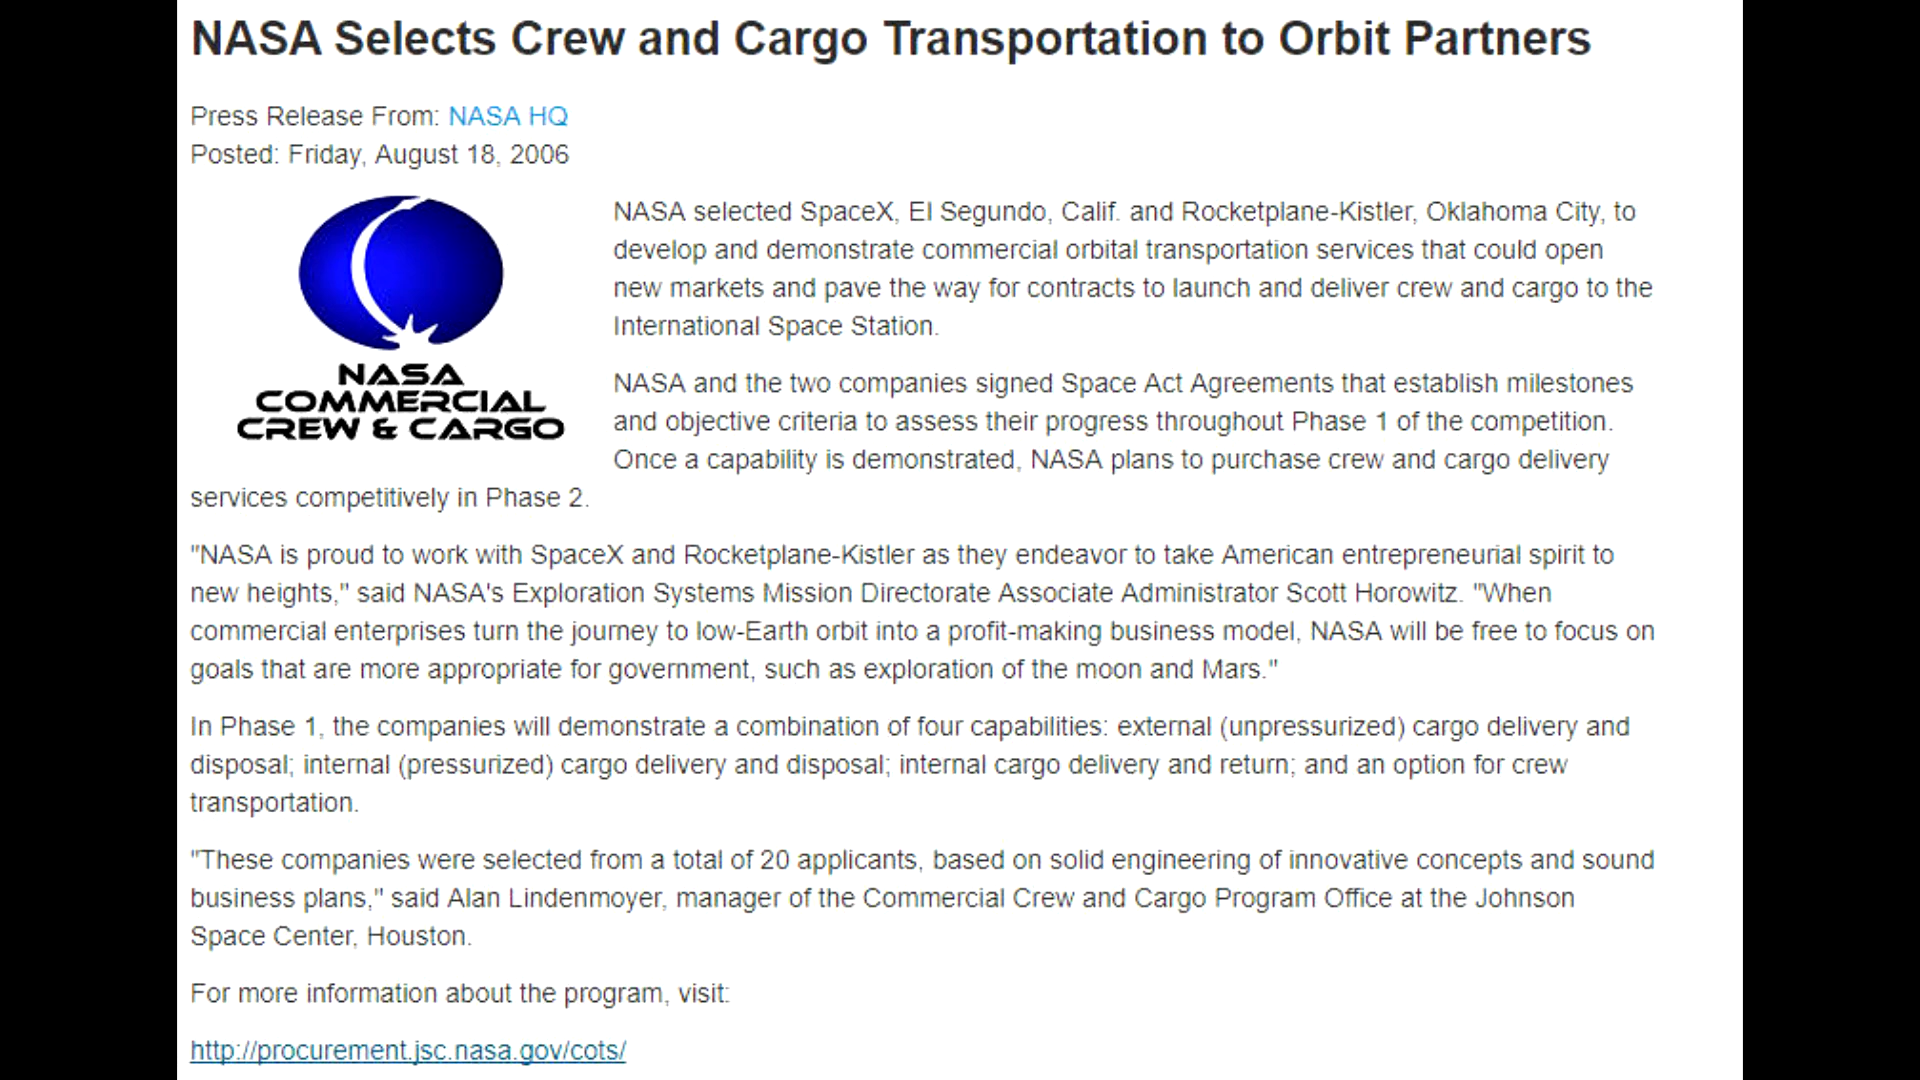 NASA Selects Crew and Cargo Transportation to Orbit Partners
Press Release From: NASA HQ
Posted: Friday, August 18, 2006
NASA
COMMERCIAL
CREW & CARGO
NASA selected SpaceX, El Segundo, Calif. and Rocketplane-Kistler, Oklahoma City, to
develop and demonstrate commercial orbital transportation services that could open
new markets and pave the way for contracts to launch and deliver crew and cargo to the
International Space Station.
NASA and the two companies signed Space Act Agreements that establish milestones
and objective criteria to assess their progress throughout Phase 1 of the competition.
Once a capability is demonstrated, NASA plans to purchase crew and cargo delivery
services competitively in Phase 2.
"NASA is proud to work with SpaceX and Rocketplane-Kistler as they endeavor to take American entrepreneurial spirit to
new heights," said NASA's Exploration Systems Mission Directorate Associate Administrator Scott Horowitz. "When
commercial enterprises turn the journey to low-Earth orbit into a profit-making business model, NASA will be free to focus on
goals that are more appropriate for government, such as exploration of the moon and Mars."
In Phase 1, the companies will demonstrate a combination of four capabilities: external (unpressurized) cargo delivery and
disposal; internal (pressurized) cargo delivery and disposal; internal cargo delivery and return; and an option for crew
transportation.
"These companies were selected from a total of 20 applicants, based on solid engineering of innovative concepts and sound
business plans," said Alan Lindenmoyer, manager of the Commercial Crew and Cargo Program Office at the Johnson
Space Center, Houston.
For more information about the program, visit:
http://procurement.jsc.nasa.gov/cots/